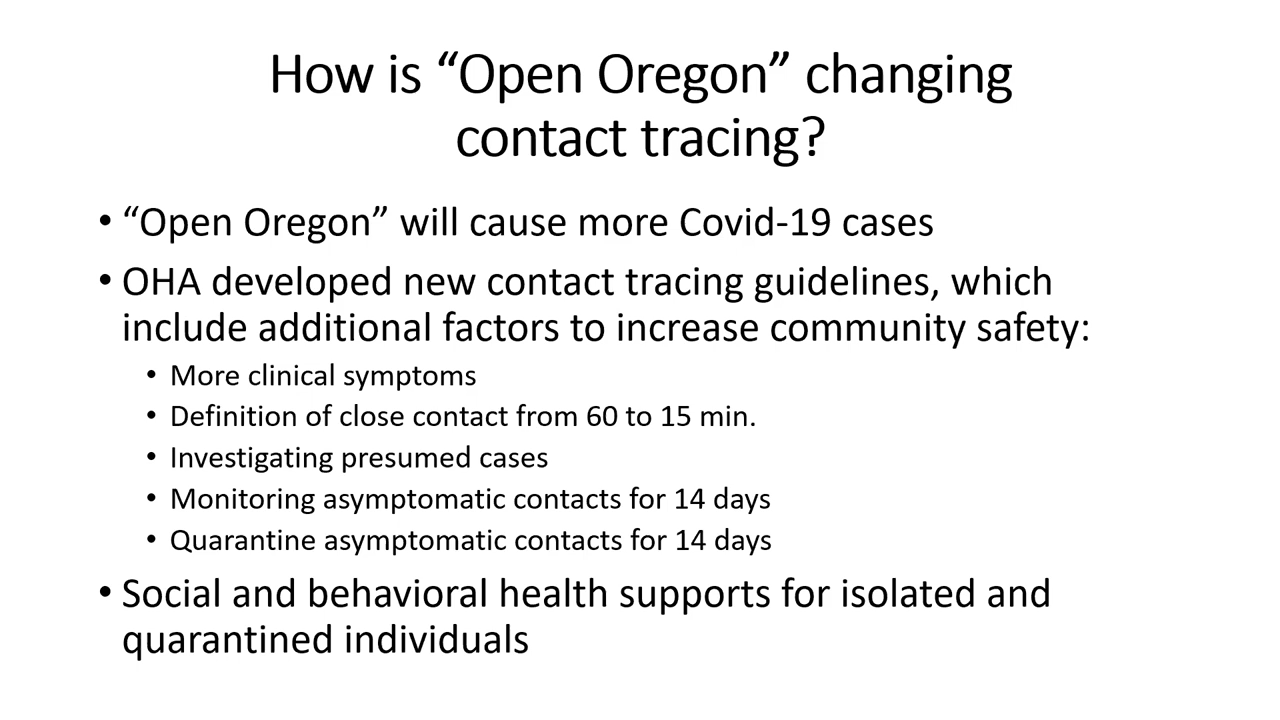 How is “Open Oregon” changing
contact tracing?
• “Open Oregon” will cause more Covid-19 cases
• OHA developed new contact tracing guidelines, which
include additional factors to increase community safety:
• More clinical symptoms
• Definition of close contact from 60 to 15 min.
• Investigating presumed cases
• Monitoring asymptomatic contacts for 14 days
• Quarantine asymptomatic contacts for 14 days
• Social and behavioral health supports for isolated and
quarantined individuals